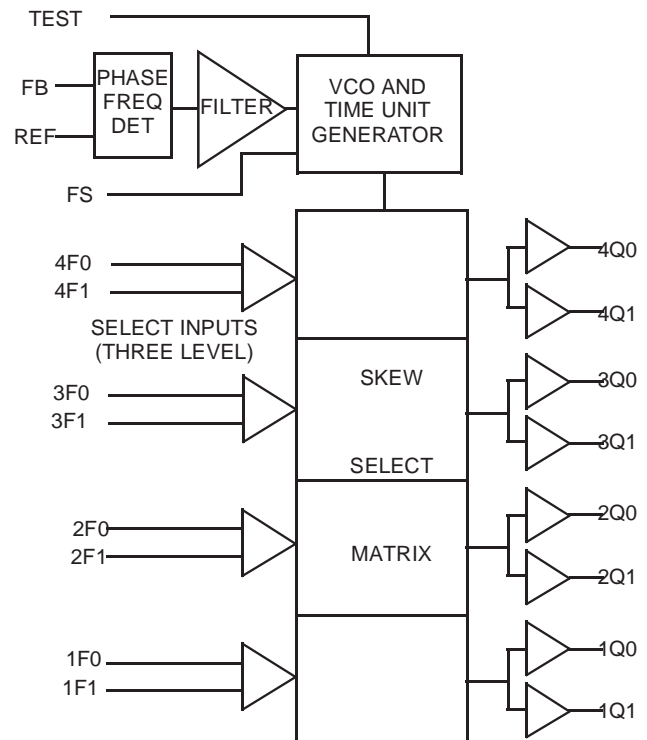 TEST
FB
REF
PHASE
FREQ
DET
FILTER
VCO AND
TIME UNIT
GENERATOR
FS
4F0
4F1
4Q0
4Q1
SELECT INPUTS
(THREE LEVEL)
3F0
3F1
SKEW
3Q0
3Q1
SELECT
2F0
2F1
MATRIX
2Q0
2Q1
1F0
1F1
1Q0
1Q1